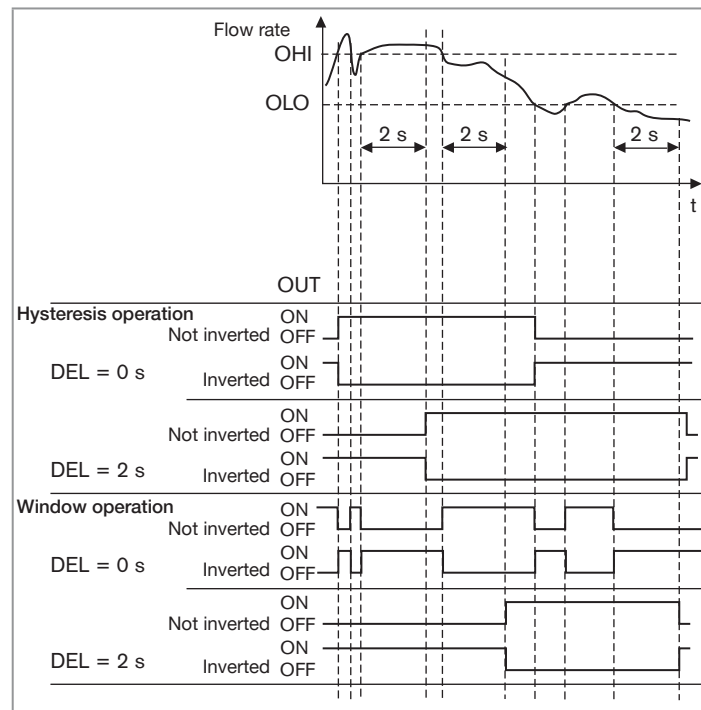 Flow rate
OHI
OLO
2 s 2 s 2 s
t
OUT
Hysteresis operation
ON
Not inverted OFF
DEL = 0 s
ON
Inverted OFF
ON
Not inverted OFF
DEL = 2 s
ON
Inverted OFF
Window operation
ON
Not inverted OFF
DEL = 0 s
ON
Inverted OFF
ON
Not inverted OFF
DEL = 2 s
ON
Inverted OFF